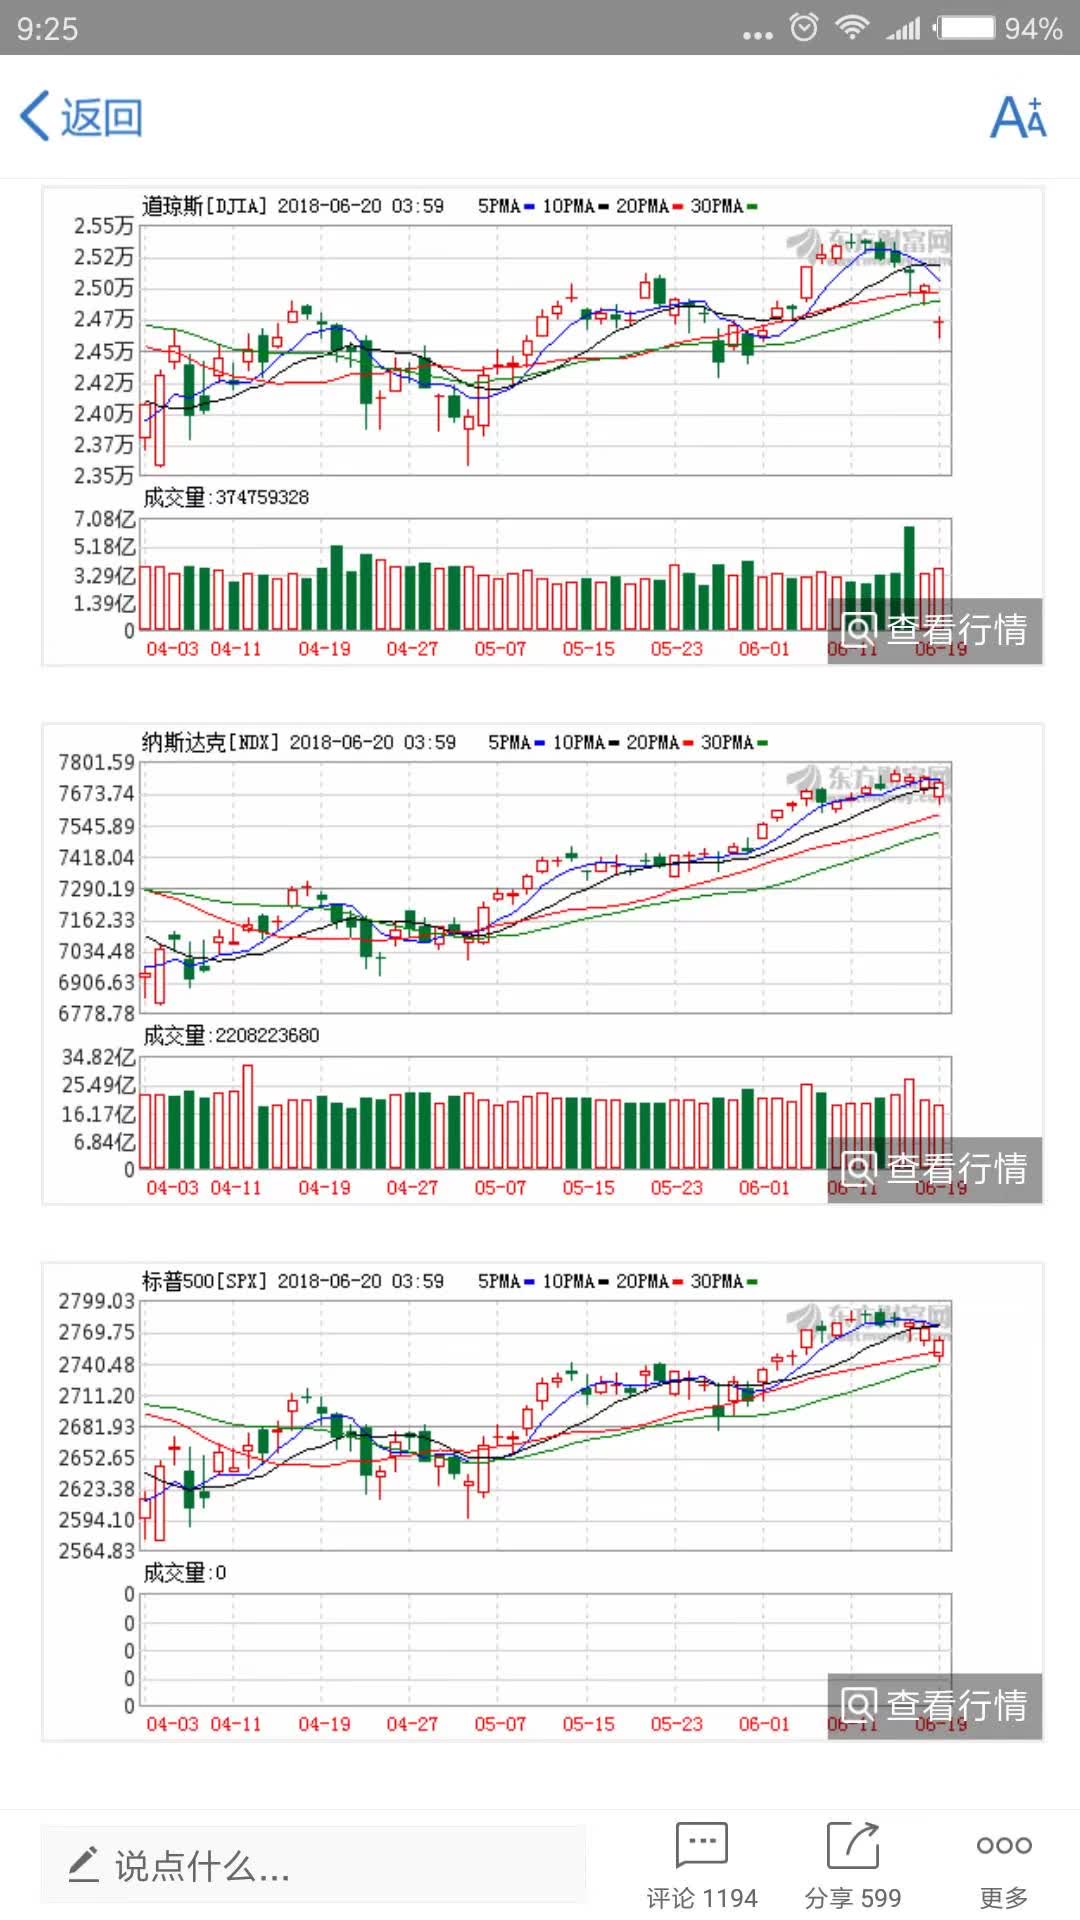 9:25 94%
返回 A+A
道琼斯[DJIA] 2018-06-20 03:59 5PMA 10PMA 20PMA 30PMA
东方财富网
2.55万
2.52万
2.50万
2.47万
2.45万
2.42万
2.40万
2.37万
2.35万
成交量:374759328
7.08亿
5.18亿
3.29亿
1.39亿
0
查看行情
04-03 04-11 04-19 04-27 05-07 05-15 05-23 06-01 06-11 06-19
纳斯达克[NDX] 2018-06-20 03:59 5PMA 10PMA 20PMA 30PMA
东方财富网
7801.59
7673.74
7545.89
7418.04
7290.19
7162.33
7034.48
6906.63
6778.78
成交量:2208223680
34.82亿
25.49亿
16.17亿
6.84亿
0
查看行情
04-03 04-11 04-19 04-27 05-07 05-15 05-23 06-01 06-11 06-19
标普500[SPX] 2018-06-20 03:59 5PMA 10PMA 20PMA 30PMA
东方财富网
2799.03
2769.75
2740.48
2711.20
2681.93
2652.65
2623.38
2594.10
2564.83
成交量:0
0
0
0
0
0
查看行情
04-03 04-11 04-19 04-27 05-07 05-15 05-23 06-01 06-11 06-19
说点什么...
评论 1194 分享 599 更多